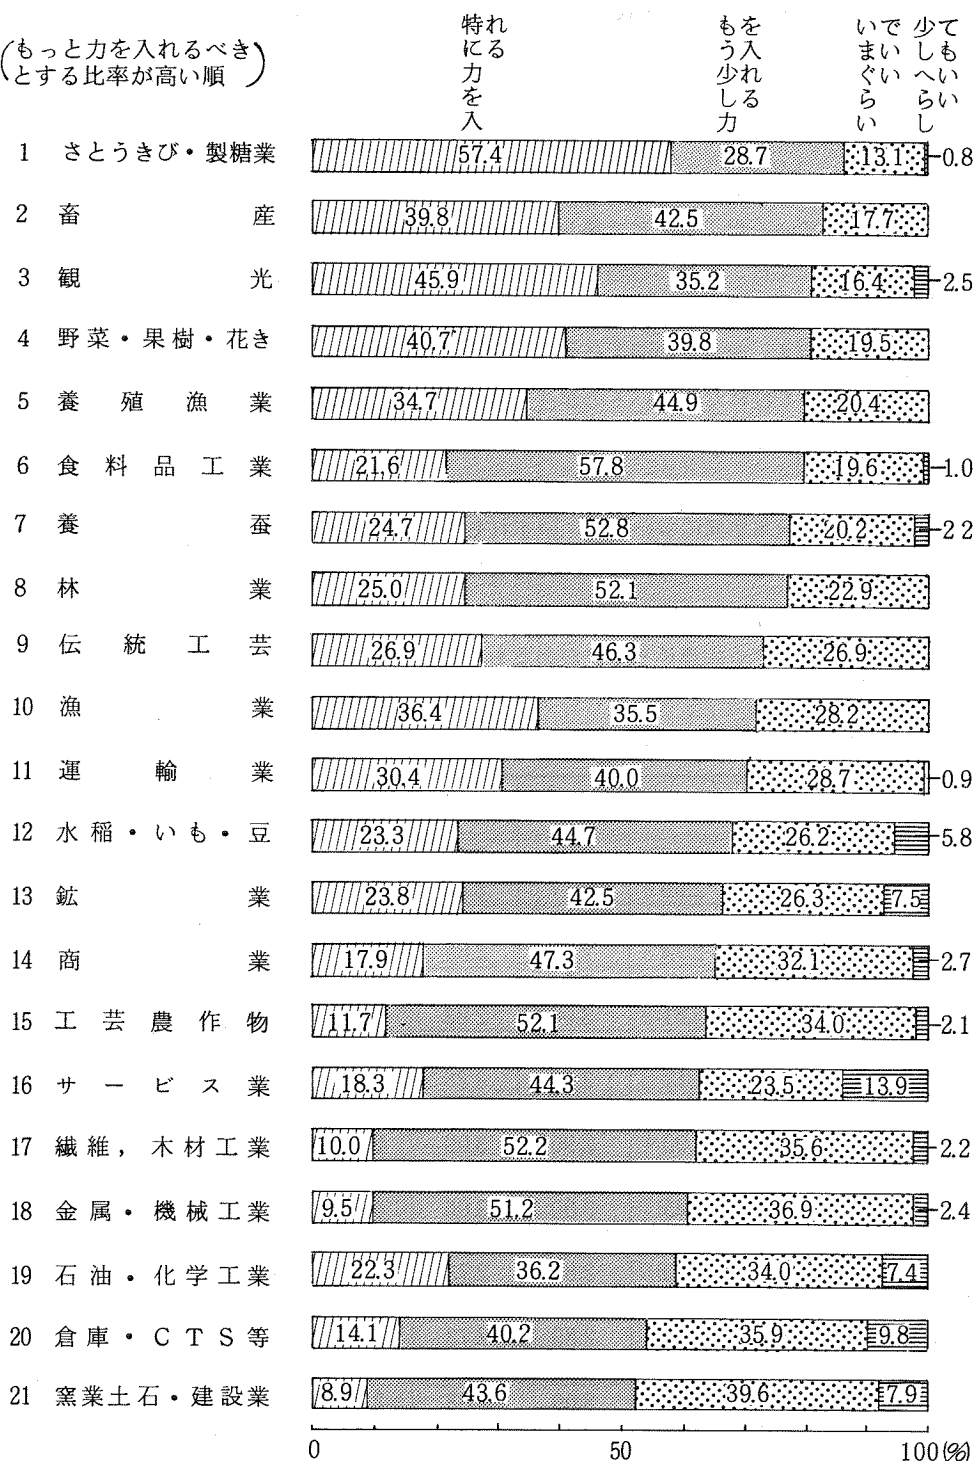 (もっと力を入れるべき
とする比率が高い順)
特に力を入れる
もう少し力を入れる
いまぐらいでいい
少しへらしてもいい
1 さとうきび・製糖業 57.4 28.7 13.1 0.8
2 畜産 39.8 42.5 17.7
3 観光 45.9 35.2 16.4 2.5
4 野菜・果樹・花き 40.7 39.8 19.5
5 養殖漁業 34.7 44.9 20.4
6 食料品工業 21.6 57.8 19.6 1.0
7 養蚕 24.7 52.8 20.2 2 2
8 林業 25.0 52.1 22.9
9 伝統工芸 26.9 46.3 26.9
10 漁業 36.4 35.5 28.2
11 運輸業 30.4 40.0 28.7 0.9
12 水稲・いも・豆 23.3 44.7 26.2 5.8
13 鉱業 23.8 42.5 26.3 7.5
14 商業 17.9 47.3 32.1 2.7
15 工芸農作物 11.7 52.1 34.0 2.1
16 サービス業 18.3 44.3 23.5 13.9
17 繊維，木材工業 10.0 52.2 35.6 2.2
18 金属・機械工業 9.5 51.2 36.9 2.4
19 石油・化学工業 22.3 36.2 34.0 7.4
20 倉庫・CTS等 14.1 40.2 35.9 9.8
21 窯業土石・建設業 8.9 43.6 39.6 7.9
0 50 100(%)